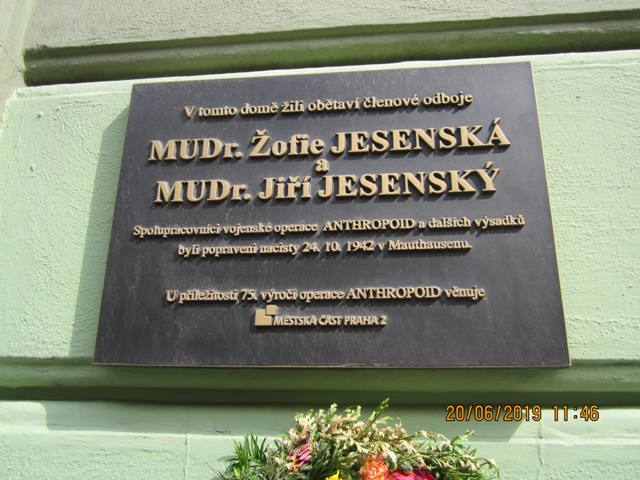 V tomto domě žili obětaví členové odboje
MUDr. Žofie JESENSKÁ
a
MUDr. Jiří JESENSKÝ
Spolupracovníci vojenské operace ANTHROPOID a dalších výsadků
byli popraveni nacisty 24. 10. 1942 v Mauthausenu.
U příležitosti 75. výročí operace ANTHROPOID věnuje
MĚSTSKÁ ČÁST PRAHA 2
20/06/2019 11:46